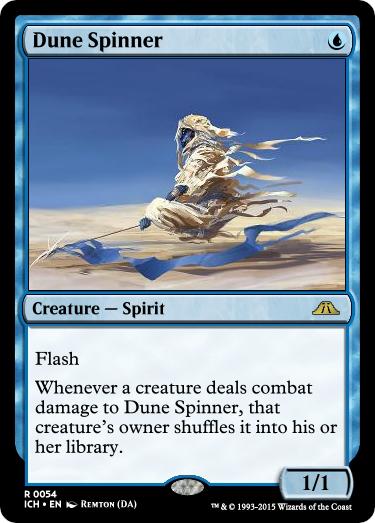 Dune Spinner
Creature — Spirit
Flash
Whenever a creature deals combat
damage to Dune Spinner, that
creature's owner shuffles it into his or
her library.
1/1
R 0054
ICH • EN REMTON (DA)
™ & © 1993-2015 Wizards of the Coast